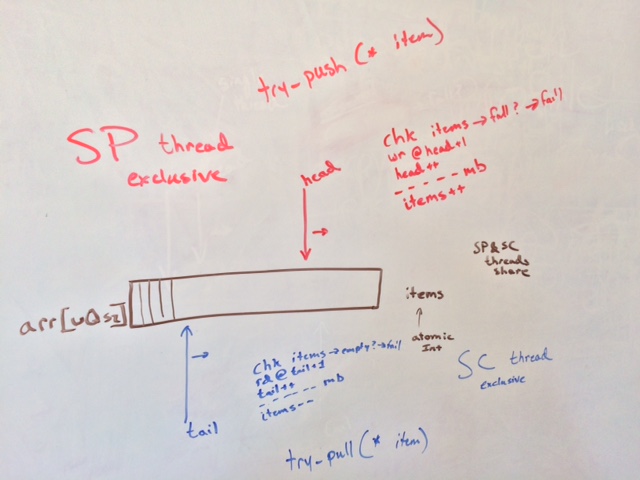 try-push (* item)
SP thread
exclusive
head
chk items → full? → fail
wr @head+1
head++
----- mb
items++
SP&SC
threads
share
arr[uQsz]
items
atomic
Int
tail
chk items → empty? → fail
rd @ tail+1
tail++
------ mb
items--
SC thread
exclusive
try-pull (* item)